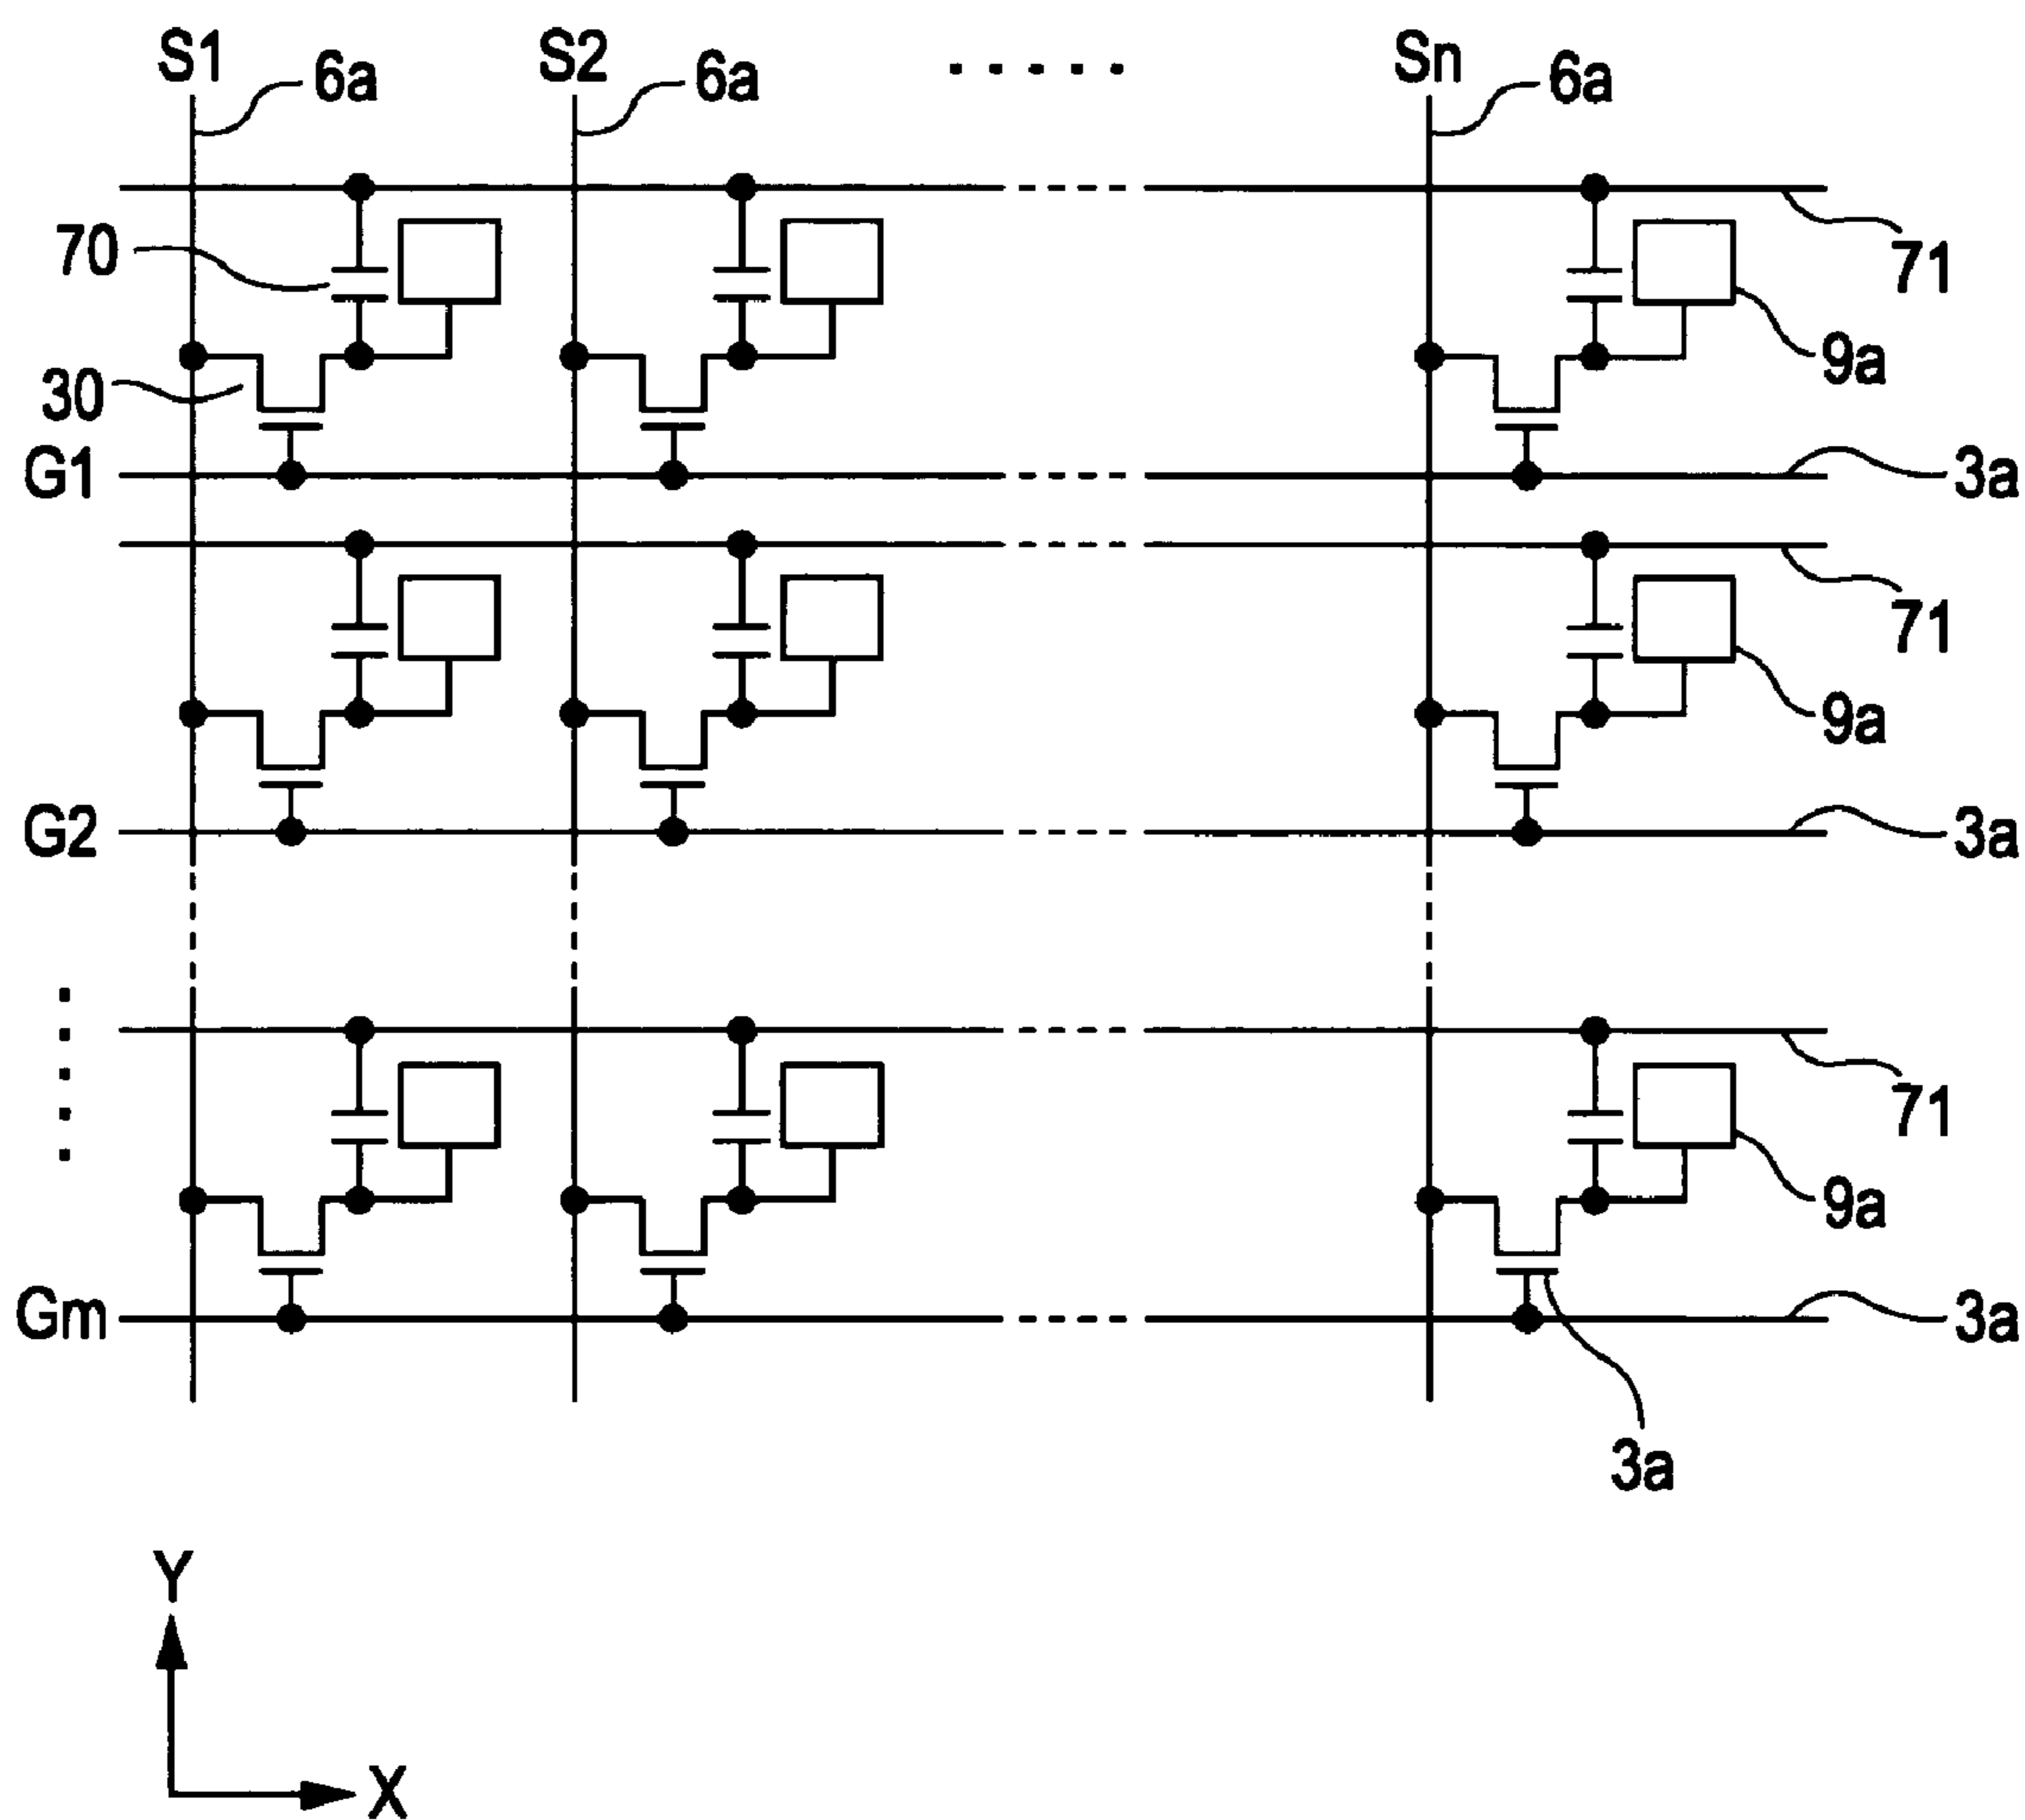 S1 6a S2 6a ..... Sn 6a
70 71
9a
30
G1 3a
71
9a
G2 3a
71
9a
Gm 3a
3a
Y
X